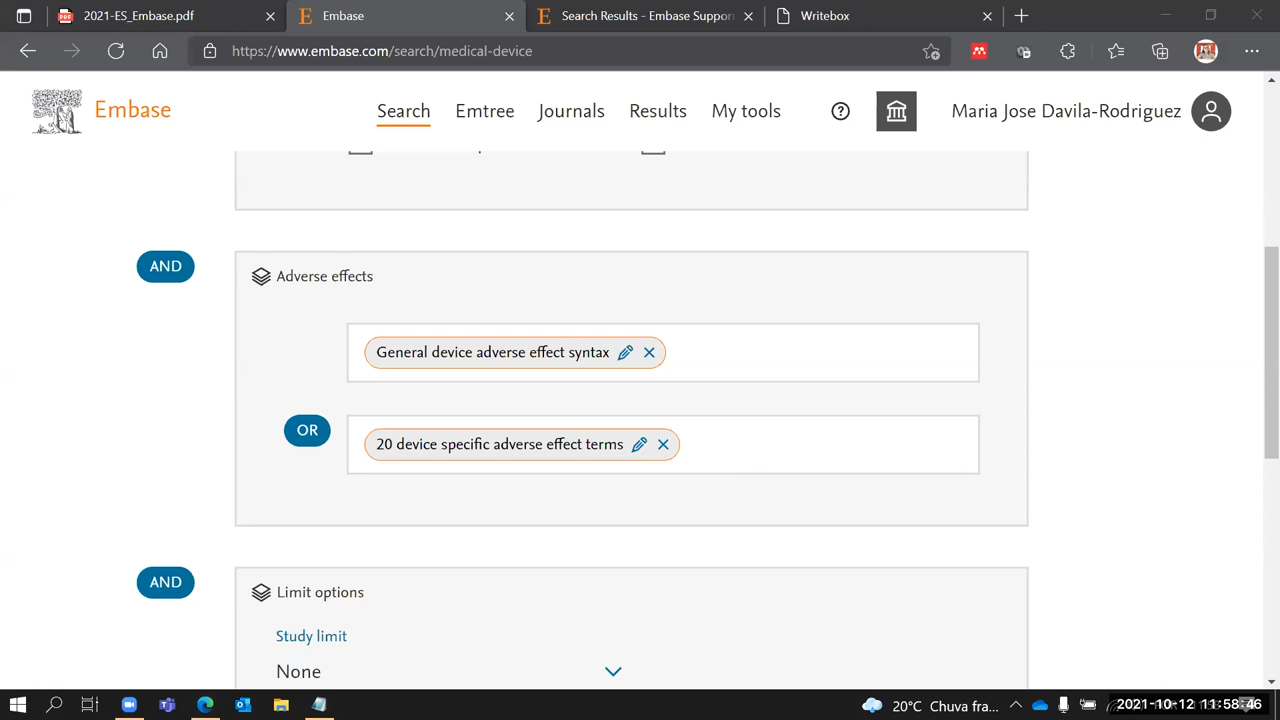 2021-ES_Embase.pdf
Embase
Search Results - Embase Suppor
Writebox
https://www.embase.com/search/medical-device
Embase
Search
Emtree
Journals
Results
My tools
Maria Jose Davila-Rodriguez
AND
Adverse effects
General device adverse effect syntax
OR
20 device specific adverse effect terms
AND
Limit options
Study limit
None
20°C Chuva fra...
2021-10-12 11:58:46